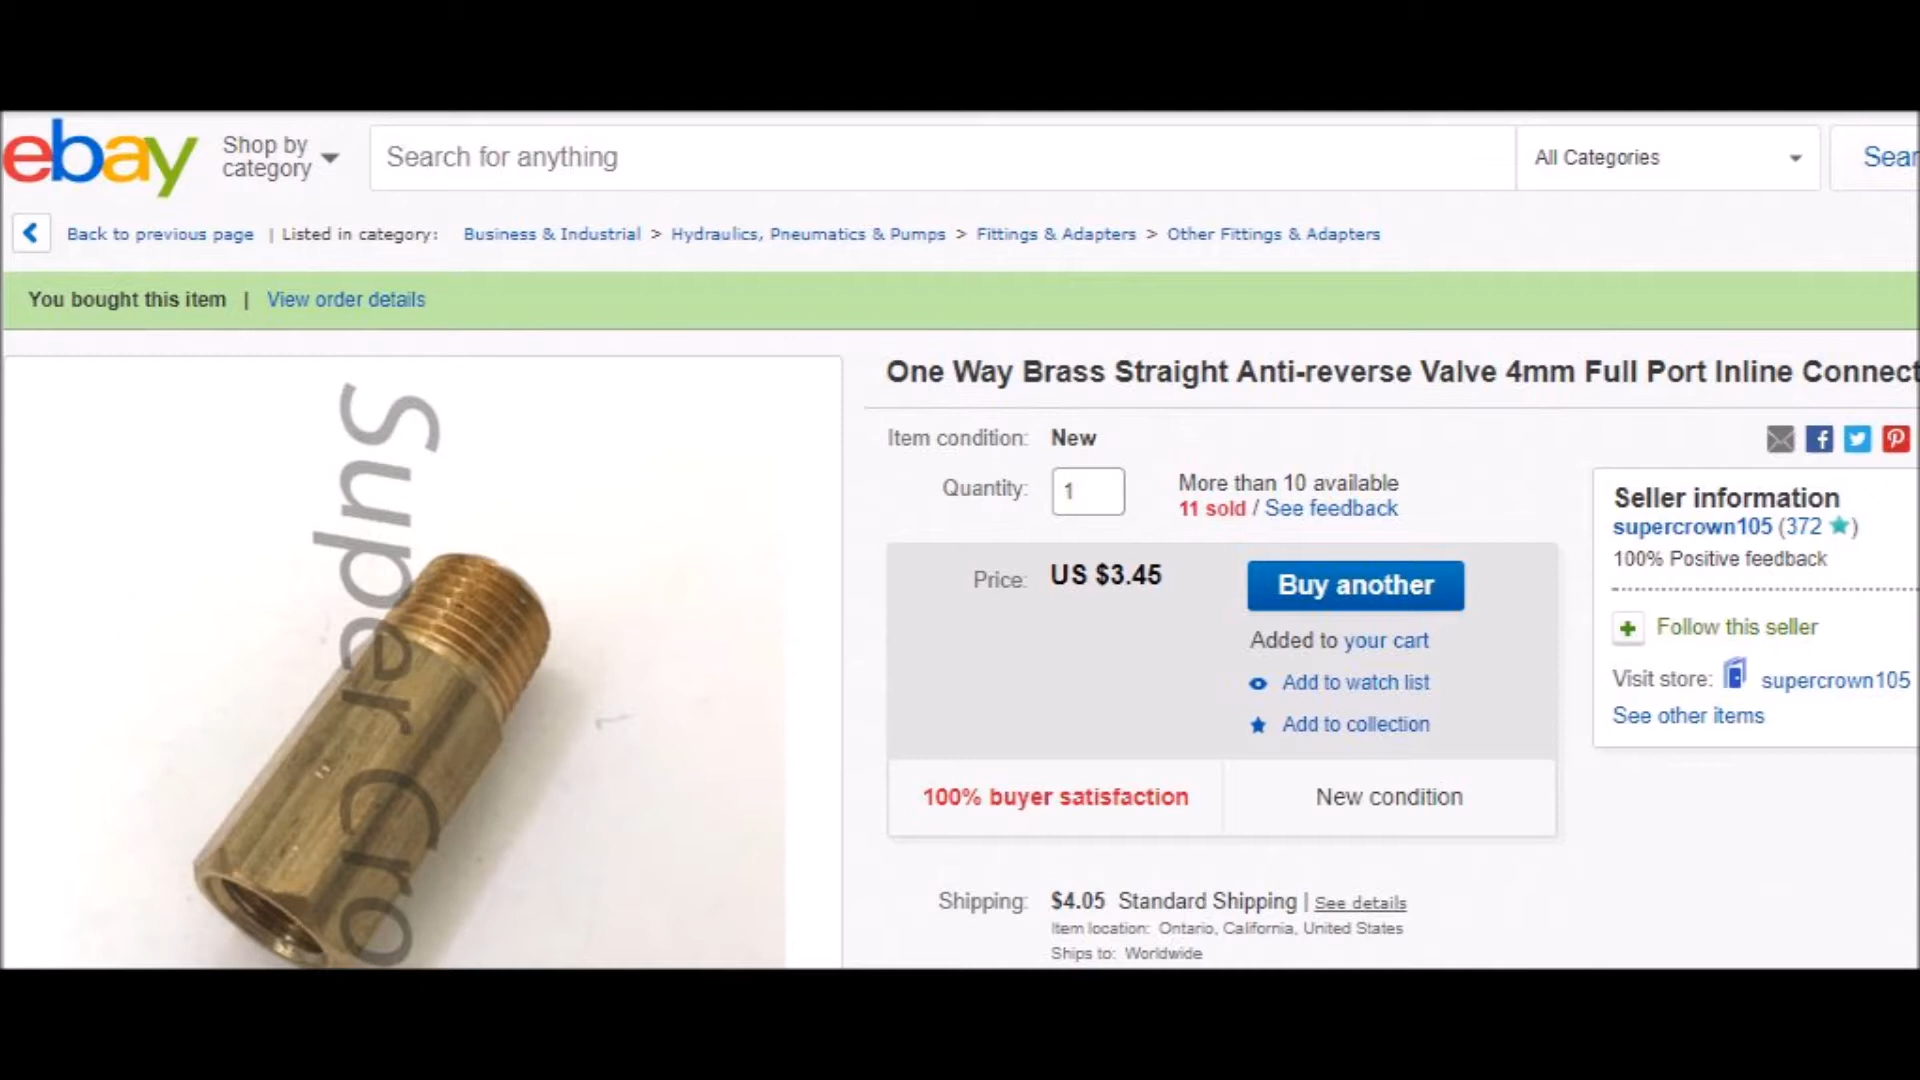 ebay
Shop by
category
Search for anything
All Categories
Back to previous page | Listed in category: Business & Industrial > Hydraulics, Pneumatics & Pumps > Fittings & Adapters > Other Fittings & Adapters
You bought this item | View order details
Super Cro
One Way Brass Straight Anti-reverse Valve 4mm Full Port Inline Connect
Item condition: New
Quantity: 1
More than 10 available
11 sold / See feedback
Price: US $3.45
Buy another
Added to your cart
Add to watch list
Add to collection
100% buyer satisfaction
New condition
Shipping: $4.05 Standard Shipping | See details
Item location: Ontario, California, United States
Ships to: Worldwide
Seller information
supercrown105 (372 ★)
100% Positive feedback
Follow this seller
Visit store: supercrown105
See other items